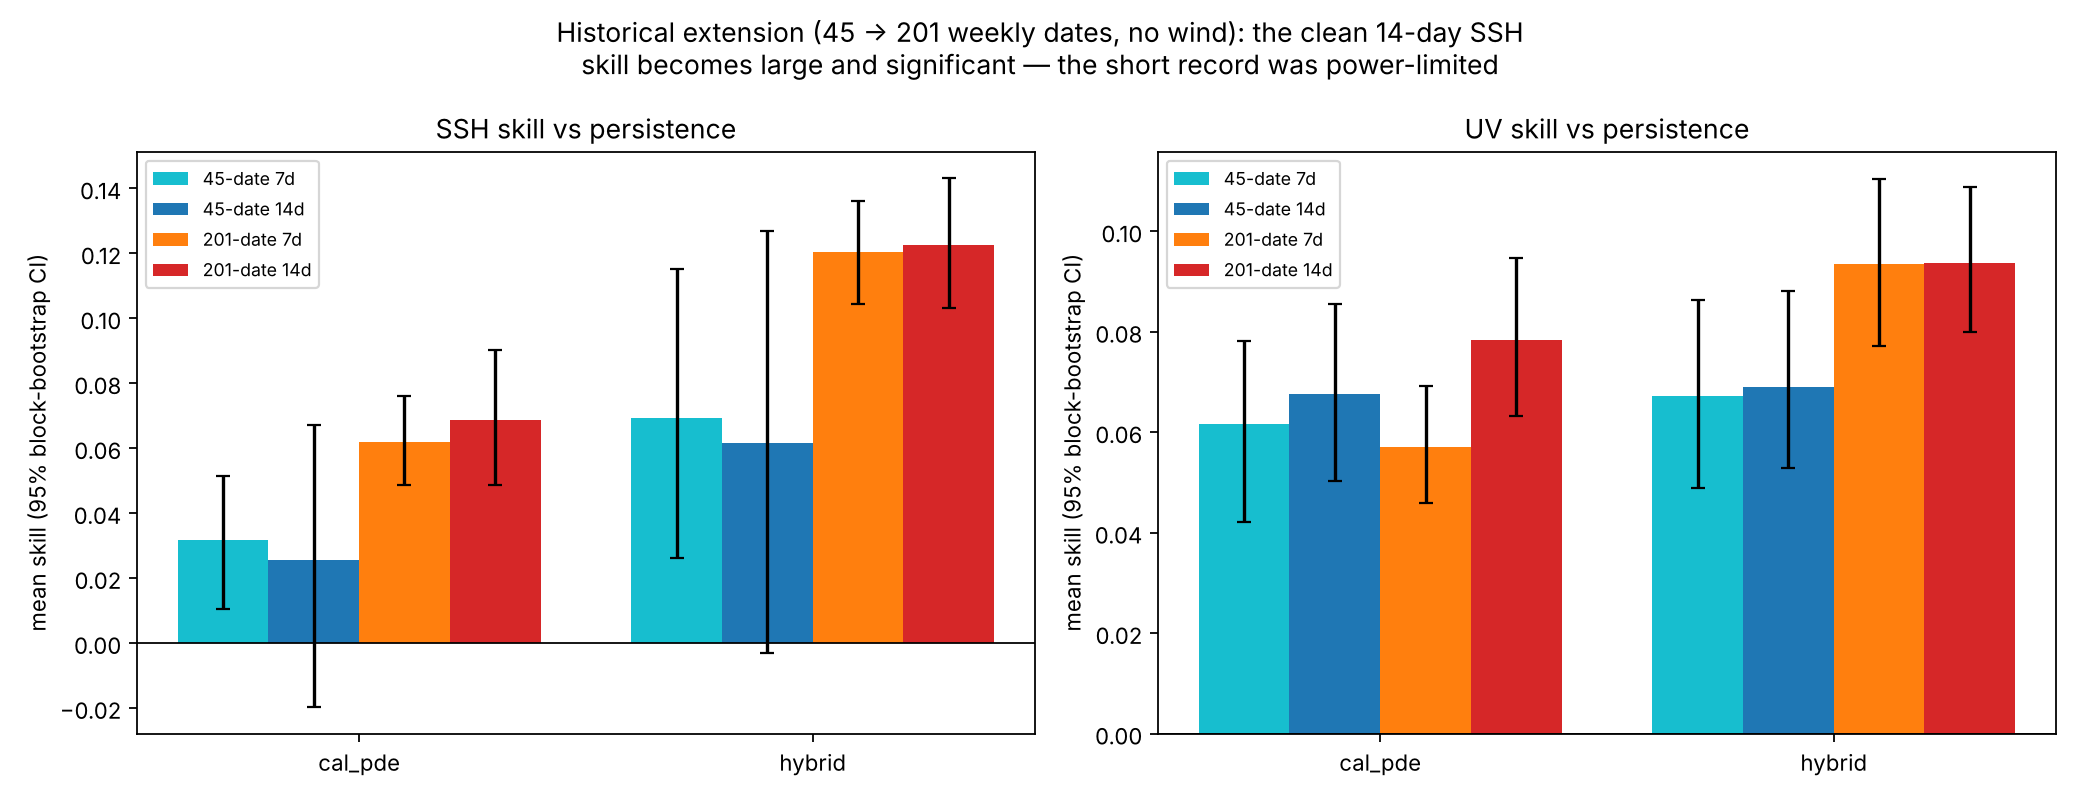 Historical extension (45 → 201 weekly dates, no wind): the clean 14-day SSH
skill becomes large and significant — the short record was power-limited
SSH skill vs persistence
45-date 7d
45-date 14d
201-date 7d
201-date 14d
mean skill (95% block-bootstrap CI)
0.14
0.12
0.10
0.08
0.06
0.04
0.02
0.00
−0.02
cal_pde
hybrid
UV skill vs persistence
45-date 7d
45-date 14d
201-date 7d
201-date 14d
mean skill (95% block-bootstrap CI)
0.10
0.08
0.06
0.04
0.02
0.00
cal_pde
hybrid